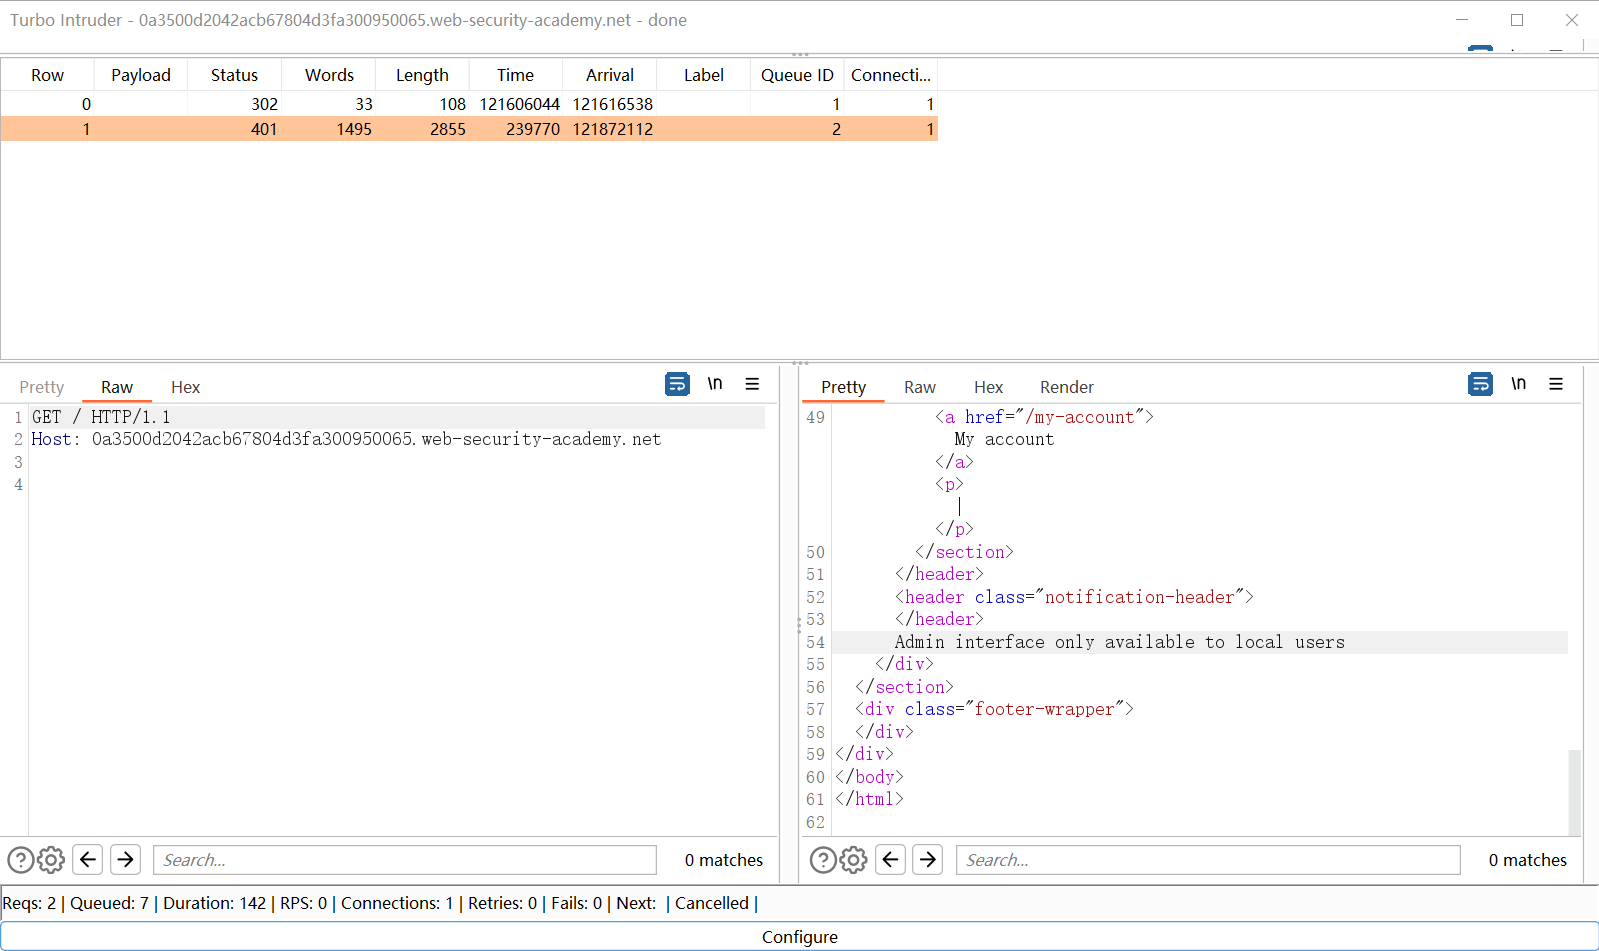 Turbo Intruder - 0a3500d2042acb67804d3fa300950065.web-security-academy.net - done
Row Payload Status Words Length Time Arrival Label Queue ID Connecti...
0 302 33 108 121606044 121616538 1 1
1 401 1495 2855 239770 121872112 2 1
Pretty Raw Hex \n
1 GET / HTTP/1.1
2 Host: 0a3500d2042acb67804d3fa300950065.web-security-academy.net
3
4
Search... 0 matches
Pretty Raw Hex Render \n
49 <a href="/my-account">
My account
</a>
<p>
|
</p>
50 </section>
51 </header>
52 <header class="notification-header">
53 </header>
54 Admin interface only available to local users
55 </div>
56 </section>
57 <div class="footer-wrapper">
58 </div>
59 </div>
60 </body>
61 </html>
62
Search... 0 matches
Reqs: 2 | Queued: 7 | Duration: 142 | RPS: 0 | Connections: 1 | Retries: 0 | Fails: 0 | Next: | Cancelled |
Configure